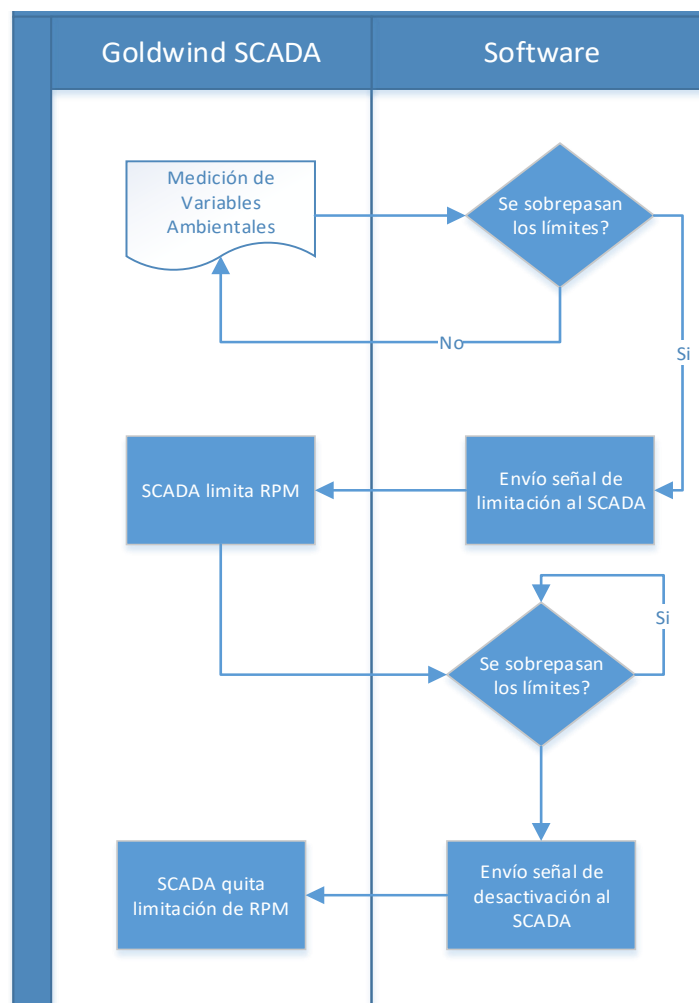 Goldwind SCADA
Software
Medición de
Variables
Ambientales
Se sobrepasan
los límites?
No
Si
SCADA limita RPM
Envío señal de
limitación al SCADA
Si
Se sobrepasan
los límites?
SCADA quita
limitación de RPM
Envío señal de
desactivación al
SCADA